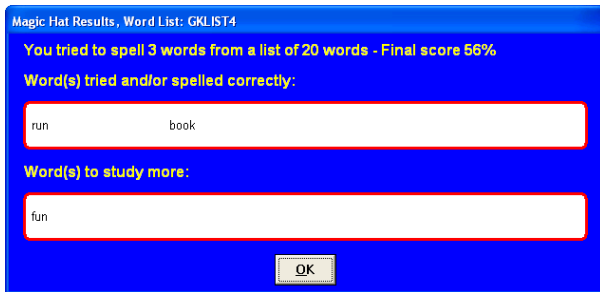 Magic Hat Results, Word List: GKLIST4
You tried to spell 3 words from a list of 20 words - Final score 56%
Word(s) tried and/or spelled correctly:
run book
Word(s) to study more:
fun
OK